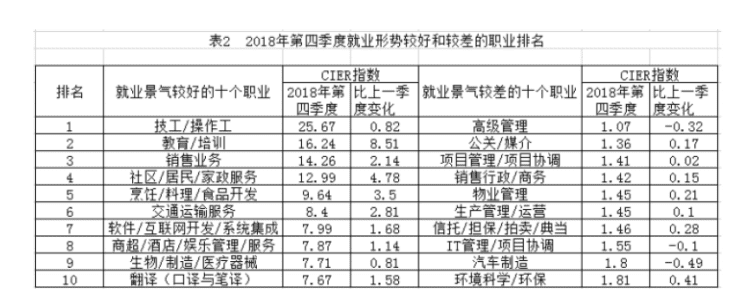 表2 2018年第四季度就业形势较好和较差的职业排名
排名 就业景气较好的十个职业 CIER指数 就业景气较差的十个职业 CIER指数
2018年第四季度 比上一季度变化 2018年第四季度 比上一季度变化
1 技工/操作工 25.67 0.82 高级管理 1.07 -0.32
2 教育/培训 16.24 8.51 公关/媒介 1.36 0.17
3 销售业务 14.26 2.14 项目管理/项目协调 1.41 0.02
4 社区/居民/家政服务 12.99 4.78 销售行政/商务 1.42 0.15
5 烹饪/料理/食品开发 9.64 3.5 物业管理 1.45 0.21
6 交通运输服务 8.4 2.81 生产管理/运营 1.45 0.1
7 软件/互联网开发/系统集成 7.99 1.68 信托/担保/拍卖/典当 1.46 0.28
8 商超/酒店/娱乐管理/服务 7.87 1.14 IT管理/项目协调 1.55 -0.1
9 生物/制造/医疗器械 7.71 0.81 汽车制造 1.8 -0.49
10 翻译（口译与笔译） 7.67 1.58 环境科学/环保 1.81 0.41